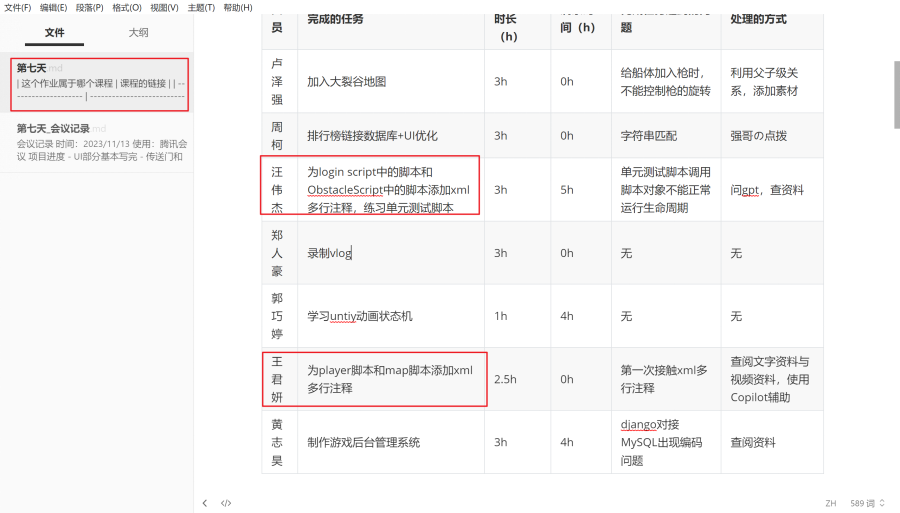 文件(F) 编辑(E) 段落(P) 格式(O) 视图(V) 主题(T) 帮助(H)
文件 大纲
第七天.md
| 这个作业属于哪个课程 | 课程的链接 | | --
------------------ | --------------------------
第七天_会议记录.md
会议记录 时间：2023/11/13 使用：腾讯会
议 项目进度 - UI部分基本写完 - 传送门和
员 完成的任务 时长
（h） 间（h） 题 处理的方式
卢
泽
强 加入大裂谷地图 3h 0h 给船体加入枪时，
不能控制枪的旋转 利用父子级关
系，添加素材
周
柯 排行榜链接数据库+UI优化 3h 0h 字符串匹配 强哥の点拨
汪
伟
杰 为login script中的脚本和
ObstacleScript中的脚本添加xml
多行注释，练习单元测试脚本 3h 5h 单元测试脚本调用
脚本对象不能正常
运行生命周期 问gpt，查资料
郑
人
豪 录制vlog 3h 0h 无 无
郭
巧
婷 学习untiy动画状态机 1h 4h 无 无
王
君
妍 为player脚本和map脚本添加xml
多行注释 2.5h 0h 第一次接触xml多
行注释 查阅文字资料与
视频资料，使用
Copilot辅助
黄
志
昊 制作游戏后台管理系统 3h 4h django对接
MySQL出现编码
问题 查阅资料
</> ZH 589 词